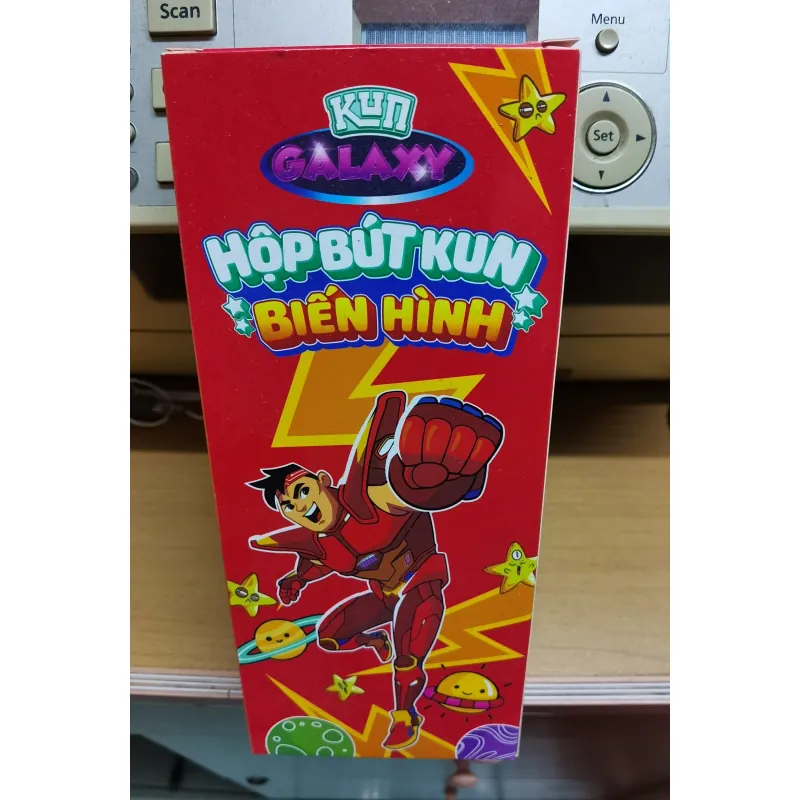 Scan
Menu
Set
KUN
GALAXY
HỘP BÚT KUN
BIẾN HÌNH